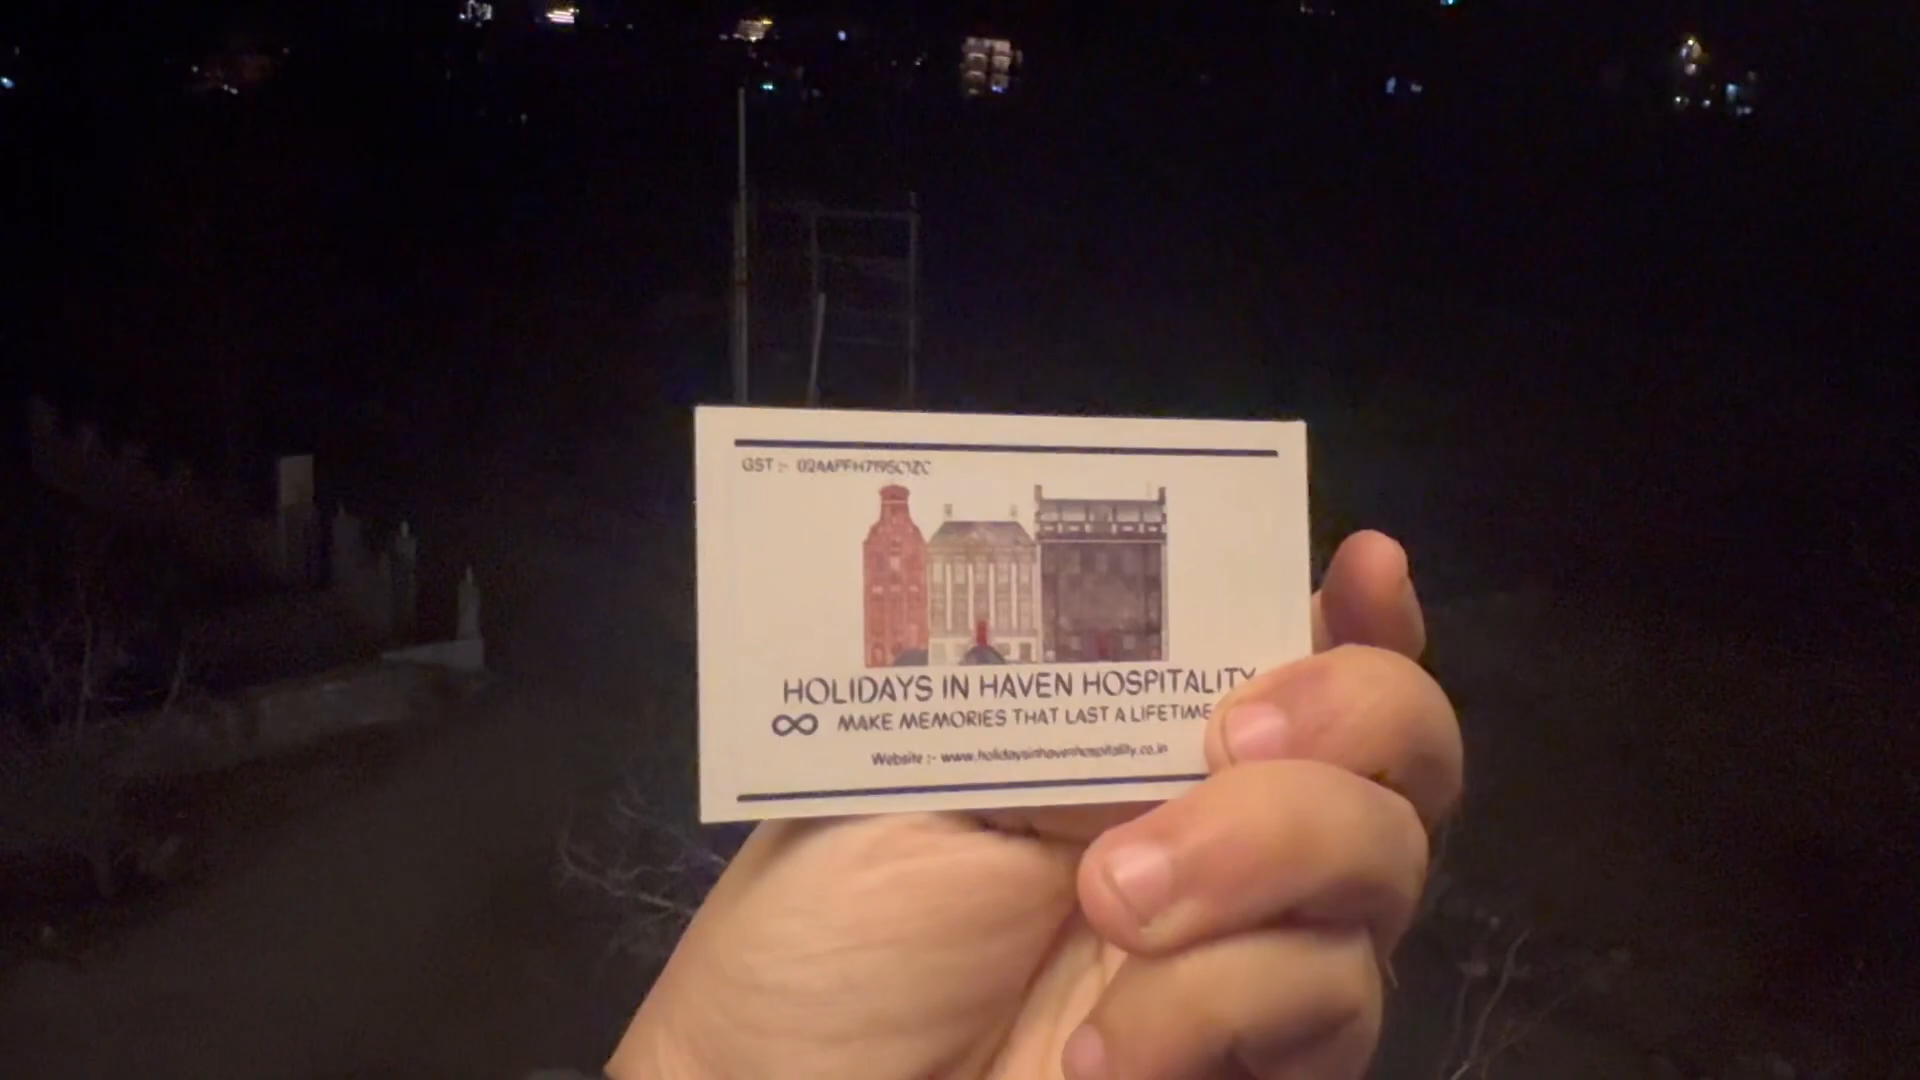 GST :- 02AAPFH7195C1ZC
HOLIDAYS IN HAVEN HOSPITALITY
MAKE MEMORIES THAT LAST A LIFETIME
Website :- www.holidaysinhavenhospitality.co.in